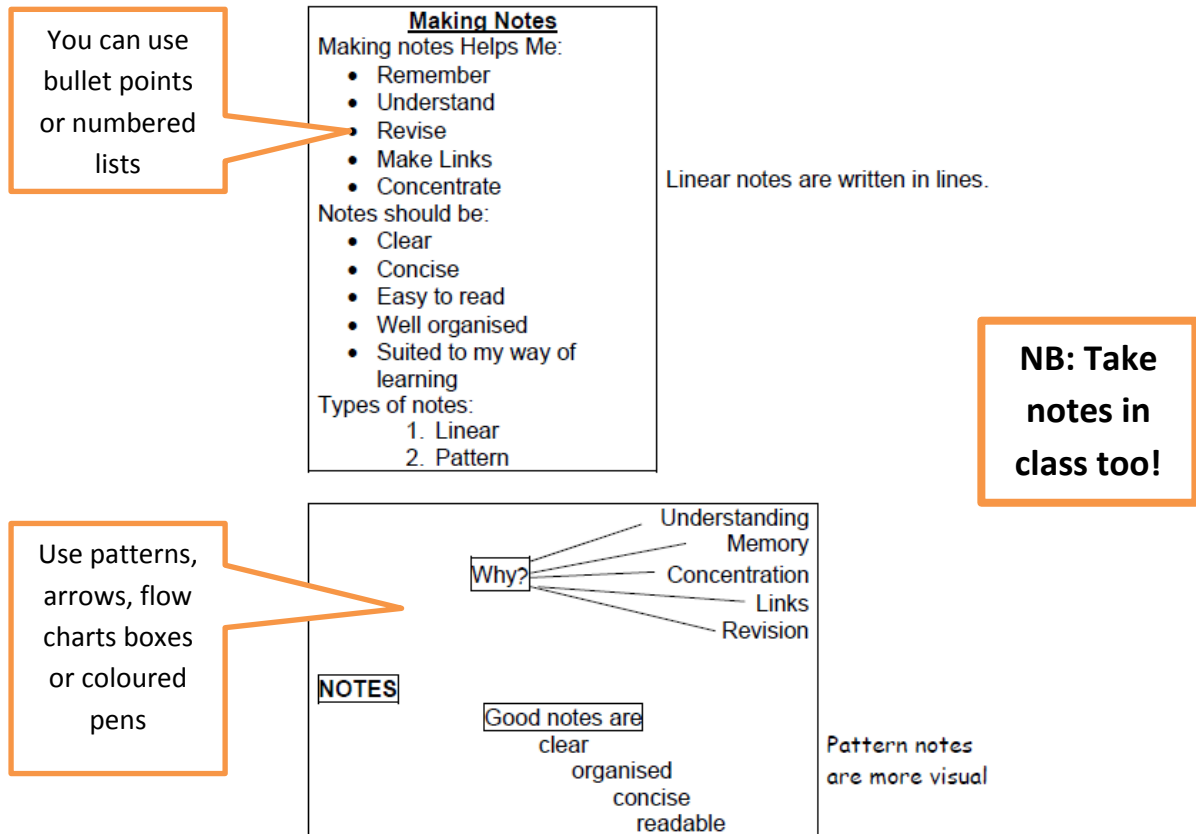 You can use
bullet points
or numbered
lists
Making Notes
Making notes Helps Me:
• Remember
• Understand
• Revise
• Make Links
• Concentrate
Notes should be:
• Clear
• Concise
• Easy to read
• Well organised
• Suited to my way of
learning
Types of notes:
1. Linear
2. Pattern
Linear notes are written in lines.
NB: Take
notes in
class too!
Use patterns,
arrows, flow
charts boxes
or coloured
pens
Why?
Understanding
Memory
Concentration
Links
Revision
NOTES
Good notes are
clear
organised
concise
readable
Pattern notes
are more visual